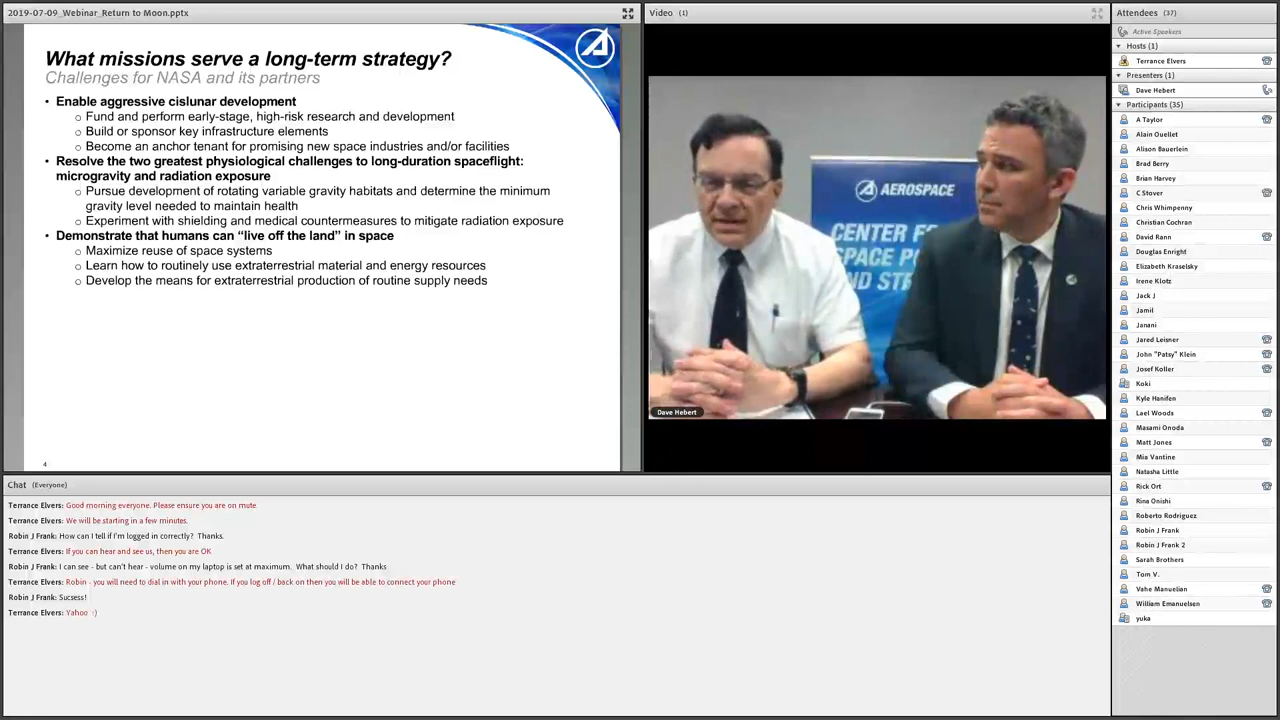 2019-07-09_Webinar_Return to Moon.pptx
What missions serve a long-term strategy?
Challenges for NASA and its partners
• Enable aggressive cislunar development
o Fund and perform early-stage, high-risk research and development
o Build or sponsor key infrastructure elements
o Become an anchor tenant for promising new space industries and/or facilities
• Resolve the two greatest physiological challenges to long-duration spaceflight:
microgravity and radiation exposure
o Pursue development of rotating variable gravity habitats and determine the minimum
gravity level needed to maintain health
o Experiment with shielding and medical countermeasures to mitigate radiation exposure
• Demonstrate that humans can “live off the land” in space
o Maximize reuse of space systems
o Learn how to routinely use extraterrestrial material and energy resources
o Develop the means for extraterrestrial production of routine supply needs
4
Video (1)
AEROSPACE
CENTER F
SPACE PO
ND STR
Dave Hebert
Chat (Everyone)
Terrance Elvers: Good morning everyone. Please ensure you are on mute
Terrance Elvers: We will be starting in a few minutes.
Robin J Frank: How can I tell if I'm logged in correctly? Thanks.
Terrance Elvers: If you can hear and see us, then you are OK
Robin J Frank: I can see - but can't hear - volume on my laptop is set at maximum. What should I do? Thanks
Terrance Elvers: Robin - you will need to dial in with your phone. If you log off / back on then you will be able to connect your phone
Robin J Frank: Sucsess!
Terrance Elvers: Yahoo :)
Attendees (37)
Active Speakers
Hosts (1)
Terrance Elvers
Presenters (1)
Dave Hebert
Participants (35)
A Taylor
Alain Ouellet
Alison Bauerlein
Brad Berry
Brian Harvey
C Stover
Chris Whimpenny
Christian Cochran
David Rann
Douglas Enright
Elizabeth Kraselsky
Irene Klotz
Jack J
Jamil
Janani
Jared Leisner
John "Patsy" Klein
Josef Koller
Koki
Kyle Hanifen
Lael Woods
Masami Onoda
Matt Jones
Mia Vantine
Natasha Little
Rick Ort
Rina Onishi
Roberto Rodriguez
Robin J Frank
Robin J Frank 2
Sarah Brothers
Tom V.
Vahe Manuelian
William Emanuelsen
yuka